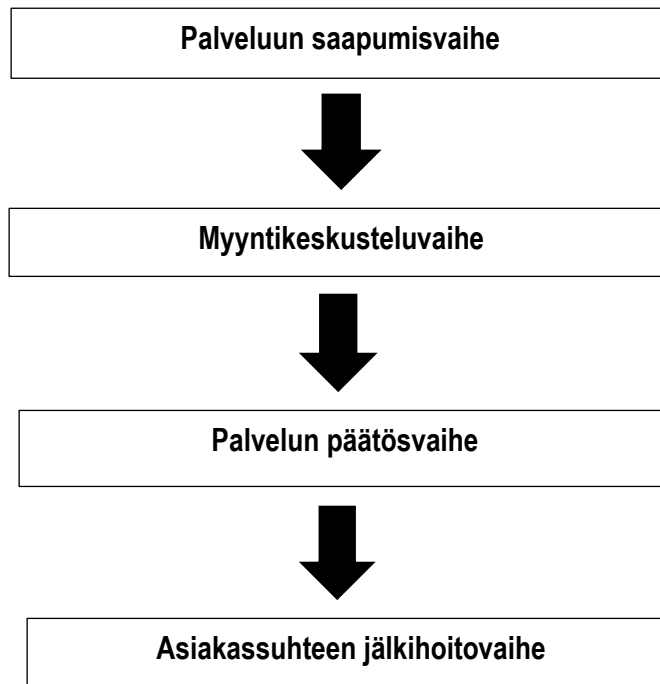 Palveluun saapumisvaihe
Myyntikeskusteluvaihe
Palvelun päätösvaihe
Asiakassuhteen jälkihoitovaihe